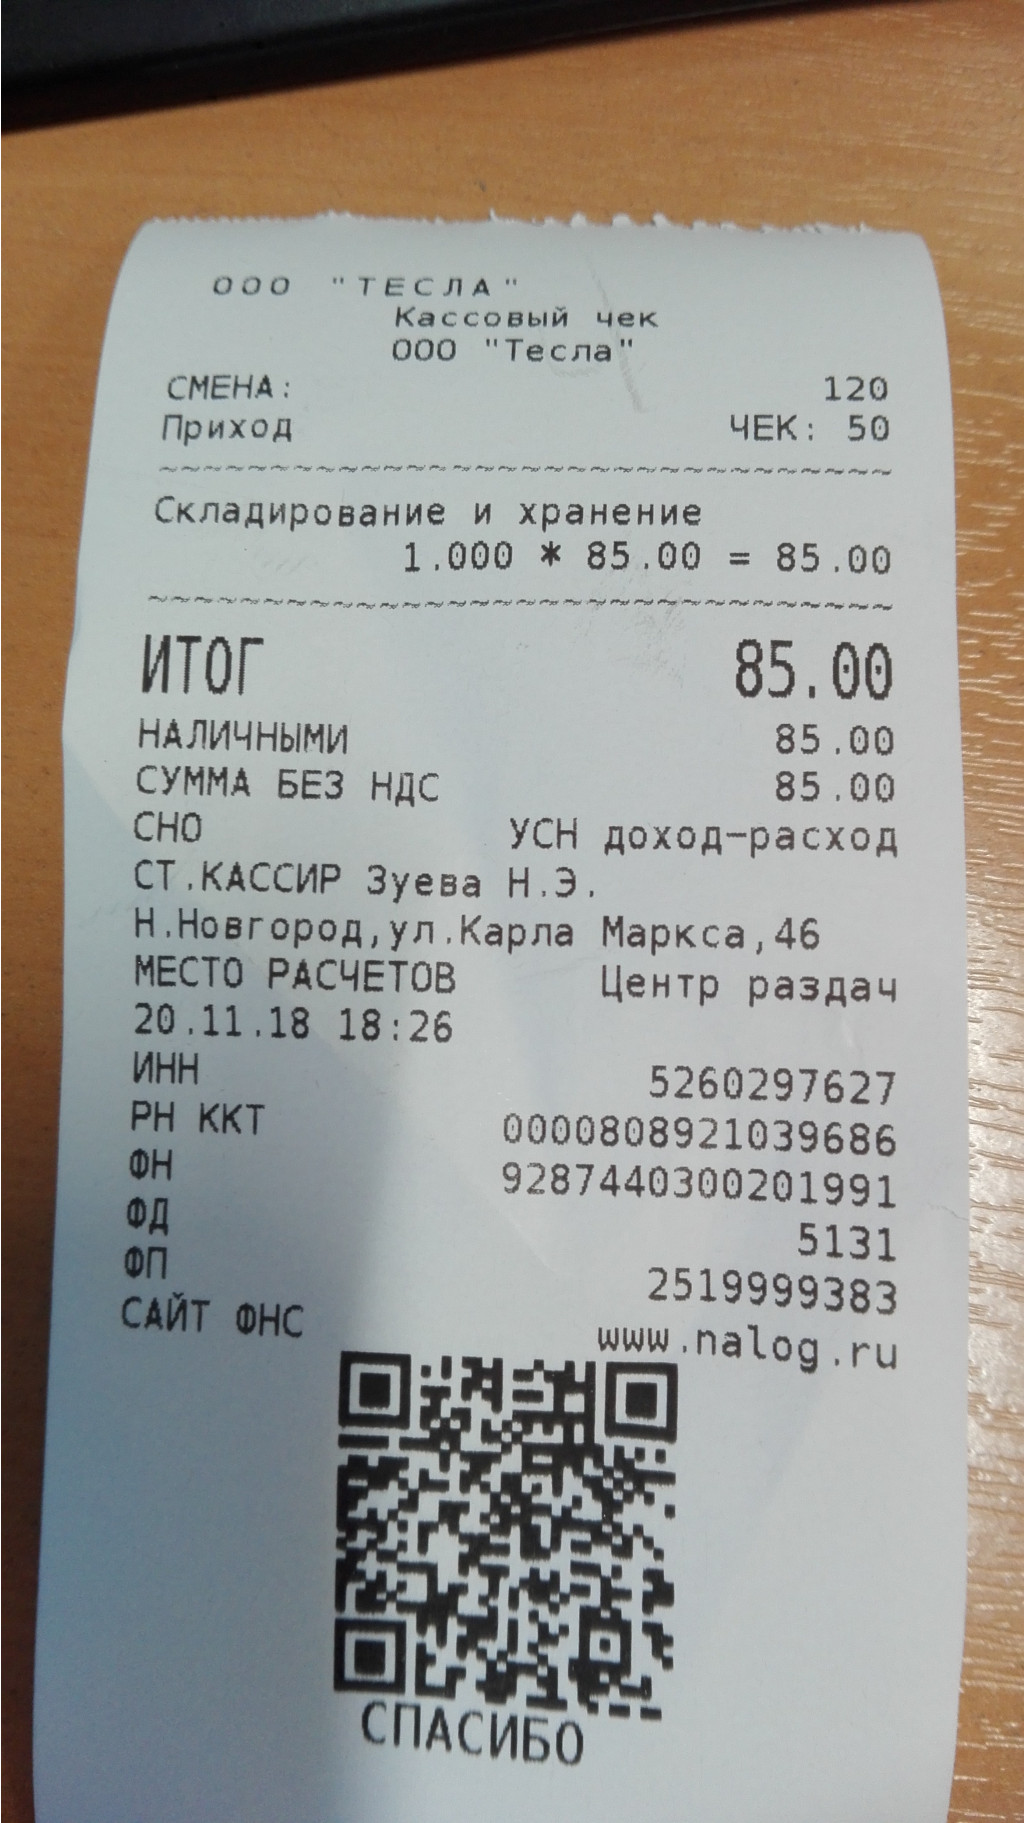 ООО "ТЕСЛА"
Кассовый чек
ООО "Тесла"
СМЕНА: 120
Приход ЧЕК: 50
Складирование и хранение
1.000 * 85.00 = 85.00
ИТОГ 85.00
НАЛИЧНЫМИ 85.00
СУММА БЕЗ НДС 85.00
СНО УСН доход-расход
СТ.КАССИР Зуева Н.Э.
Н.Новгород,ул.Карла Маркса,46
МЕСТО РАСЧЕТОВ Центр раздач
20.11.18 18:26
ИНН 5260297627
РН ККТ 0000808921039686
ФН 9287440300201991
ФД 5131
ФП 2519999383
САЙТ ФНС www.nalog.ru
СПАСИБО